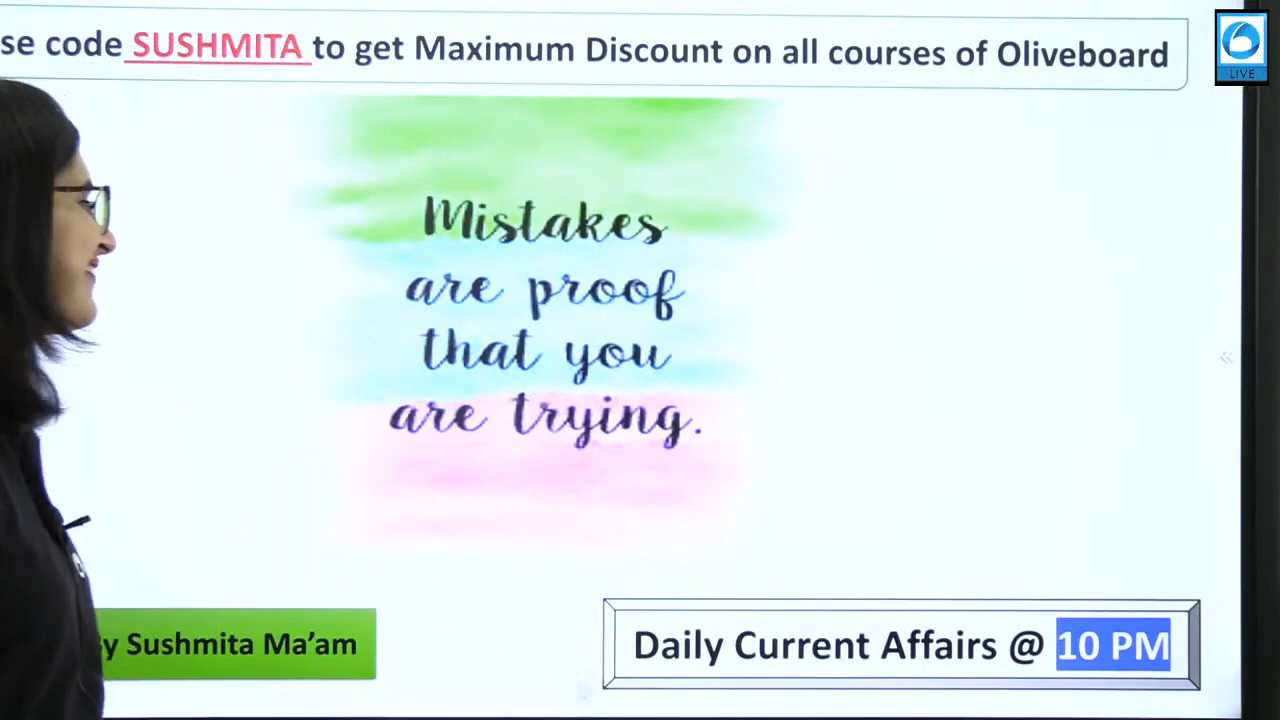 se code SUSHMITA to get Maximum Discount on all courses of Oliveboard
LIVE
Mistakes
are proof
that you
are trying.
y Sushmita Ma’am
Daily Current Affairs @ 10 PM